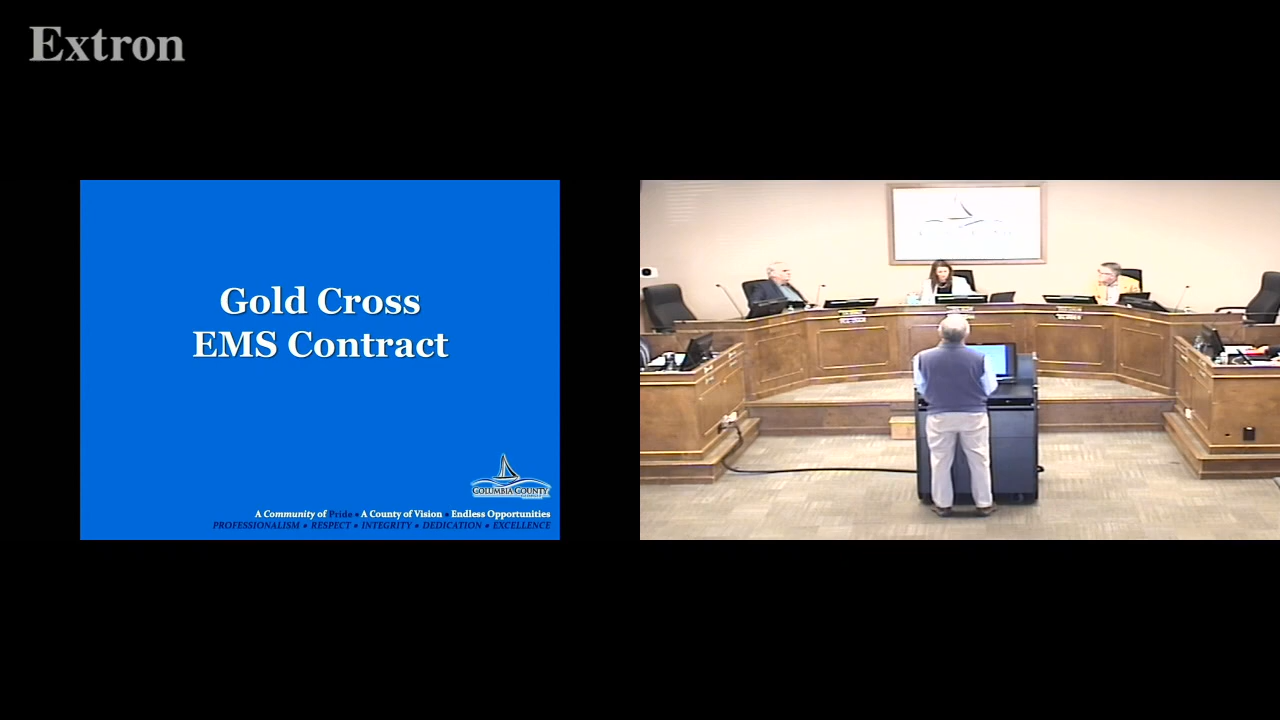 Extron
Gold Cross
EMS Contract
COLUMBIA COUNTY
A Community of Pride • A County of Vision • Endless Opportunities
PROFESSIONALISM • RESPECT • INTEGRITY • DEDICATION • EXCELLENCE